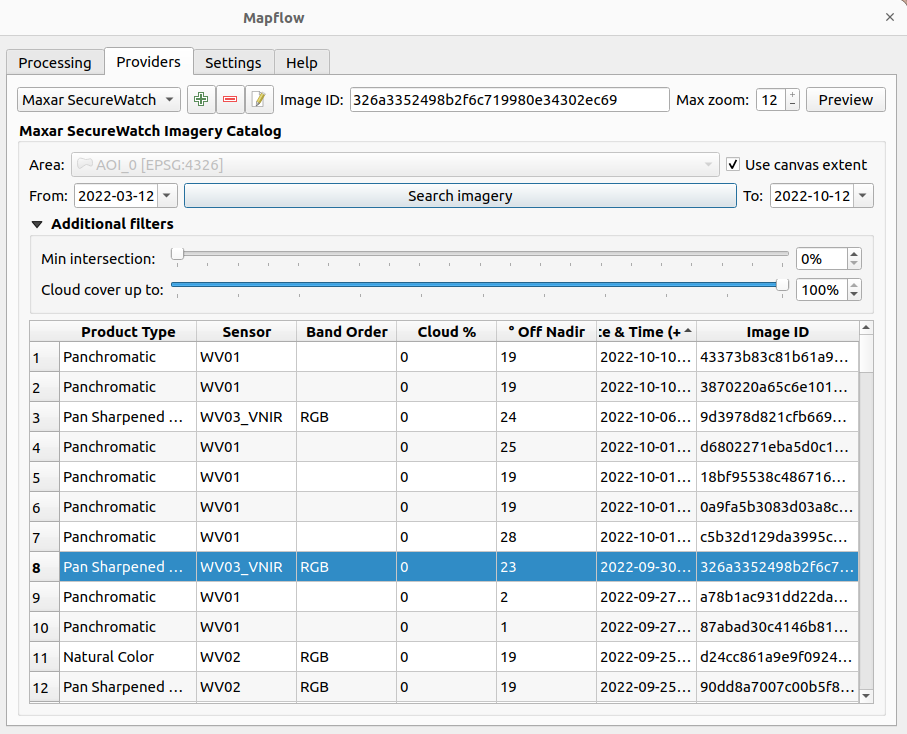 Mapflow
Processing Providers Settings Help
Maxar SecureWatch Image ID: 326a3352498b2f6c719980e34302ec69 Max zoom: 12 Preview
Maxar SecureWatch Imagery Catalog
Area: AOI_0 [EPSG:4326] Use canvas extent
From: 2022-03-12 Search imagery To: 2022-10-12
Additional filters
Min intersection: 0%
Cloud cover up to: 100%
Product Type Sensor Band Order Cloud % ° Off Nadir :e & Time (+ Image ID
1 Panchromatic WV01 0 19 2022-10-10... 43373b83c81b61a9...
2 Panchromatic WV01 0 19 2022-10-10... 3870220a65c6e101...
3 Pan Sharpened ... WV03_VNIR RGB 0 24 2022-10-06... 9d3978d821cfb669...
4 Panchromatic WV01 0 25 2022-10-01... d6802271eba5d0c1...
5 Panchromatic WV01 0 19 2022-10-01... 18bf95538c486716...
6 Panchromatic WV01 0 19 2022-10-01... 0a9fa5b3083d03a8c...
7 Panchromatic WV01 0 28 2022-10-01... c5b32d129da3995c...
8 Pan Sharpened ... WV03_VNIR RGB 0 23 2022-09-30... 326a3352498b2f6c7...
9 Panchromatic WV01 0 2 2022-09-27... a78b1ac931dd22da...
10 Panchromatic WV01 0 1 2022-09-27... 87abad30c4146b81...
11 Natural Color WV02 RGB 0 19 2022-09-25... d24cc861a9e9f0924...
12 Pan Sharpened ... WV02 RGB 0 19 2022-09-25... 90dd8a7007c00b5f8...